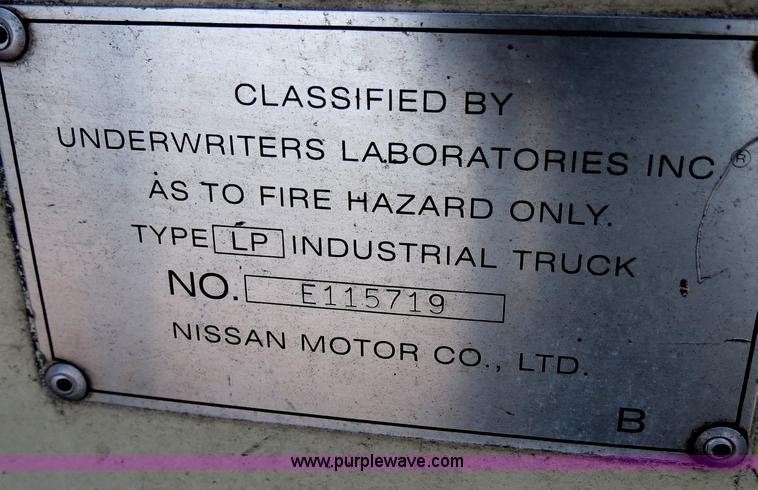 CLASSIFIED BY
UNDERWRITERS LABORATORIES INC ®
AS TO FIRE HAZARD ONLY.
TYPE LP INDUSTRIAL TRUCK
NO. E115719
NISSAN MOTOR CO., LTD.
B
www.purplewave.com